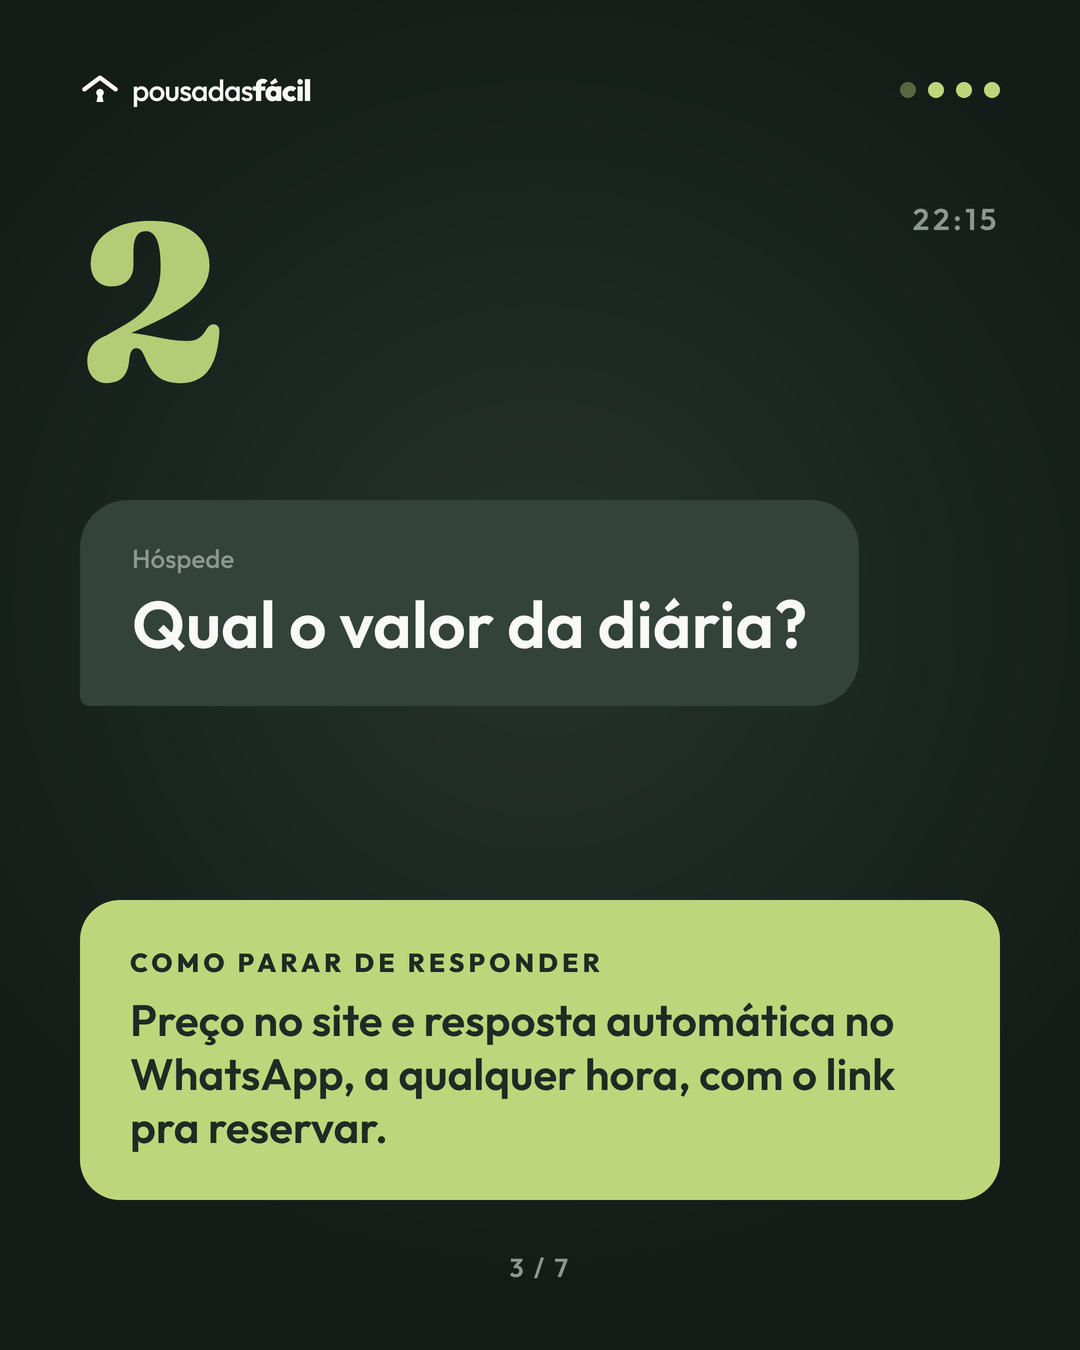 pousadasfácil
22:15
2
Hóspede
Qual o valor da diária?
COMO PARAR DE RESPONDER
Preço no site e resposta automática no
WhatsApp, a qualquer hora, com o link
pra reservar.
3 / 7